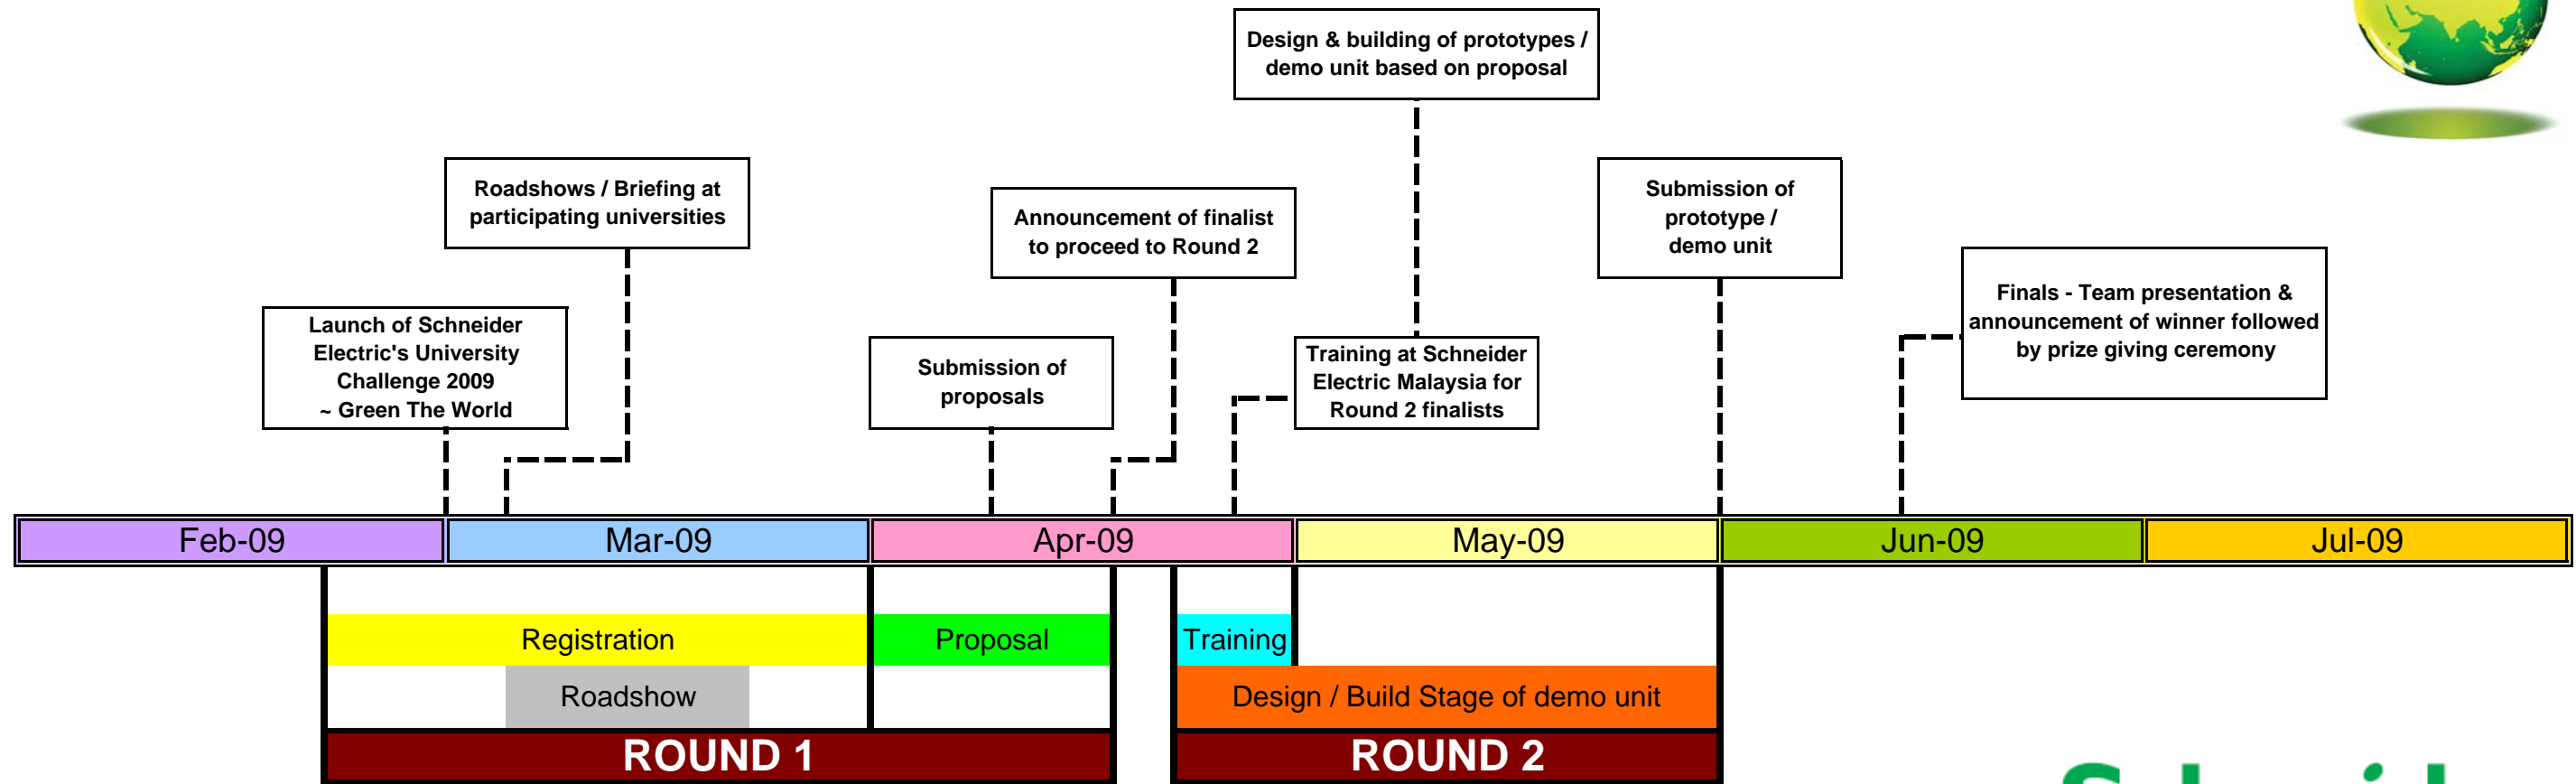 Design & building of prototypes /
demo unit based on proposal
Roadshows / Briefing at
participating universities
Announcement of finalist
to proceed to Round 2
Submission of
prototype /
demo unit
Finals - Team presentation &
announcement of winner followed
by prize giving ceremony
Launch of Schneider
Electric's University
Challenge 2009
~ Green The World
Submission of
proposals
Training at Schneider
Electric Malaysia for
Round 2 finalists
Feb-09
Mar-09
Apr-09
May-09
Jun-09
Jul-09
Registration
Proposal
Training
Roadshow
Design / Build Stage of demo unit
ROUND 1
ROUND 2